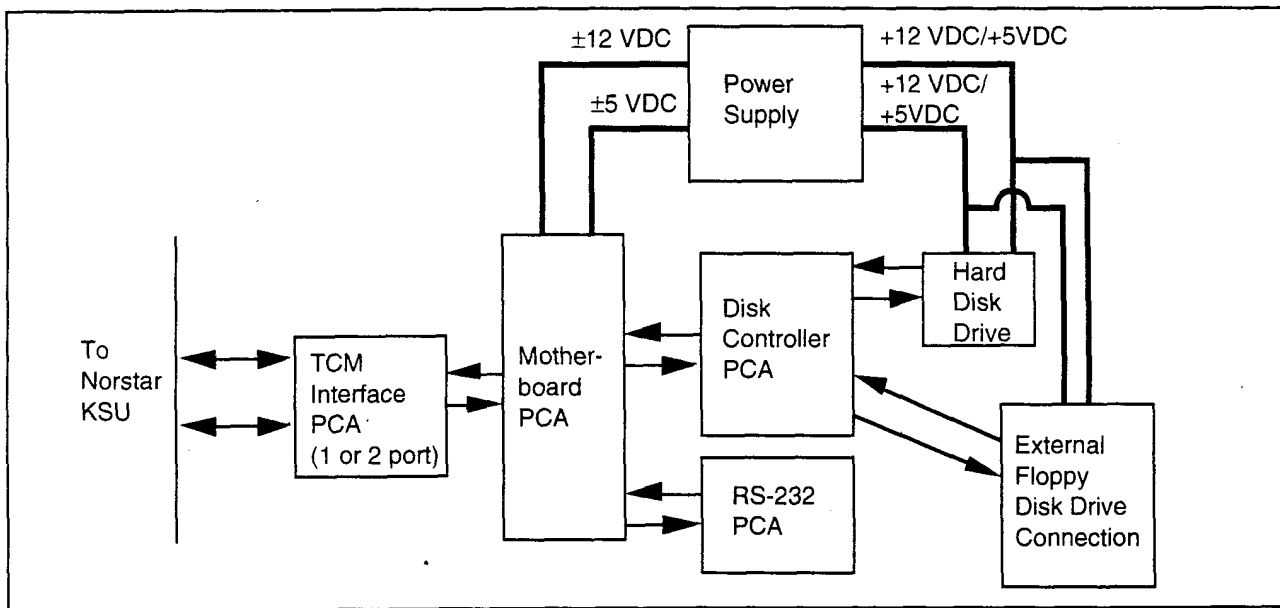 ±12 VDC
±5 VDC
Power
Supply
+12 VDC/+5VDC
+12 VDC/
+5VDC
To
Norstar
KSU
TCM
Interface
PCA
(1 or 2 port)
Mother-
board
PCA
Disk
Controller
PCA
Hard
Disk
Drive
RS-232
PCA
External
Floppy
Disk Drive
Connection